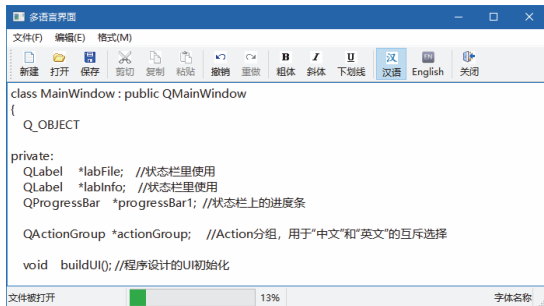 多语言界面
文件(F) 编辑(E) 格式(M)
新建 打开 保存 剪切 复制 粘贴 撤销 重做 B 粗体 I 斜体 U 下划线 汉 汉语 EN English 关闭
class MainWindow : public QMainWindow
{
Q_OBJECT
private:
QLabel *labFile; //状态栏里使用
QLabel *labInfo; //状态栏里使用
QProgressBar *progressBar1; //状态栏上的进度条
QActionGroup *actionGroup; //Action分组，用于“中文”和“英文”的互斥选择
void buildUI(); //程序设计的UI初始化
文件被打开 13% 字体名称